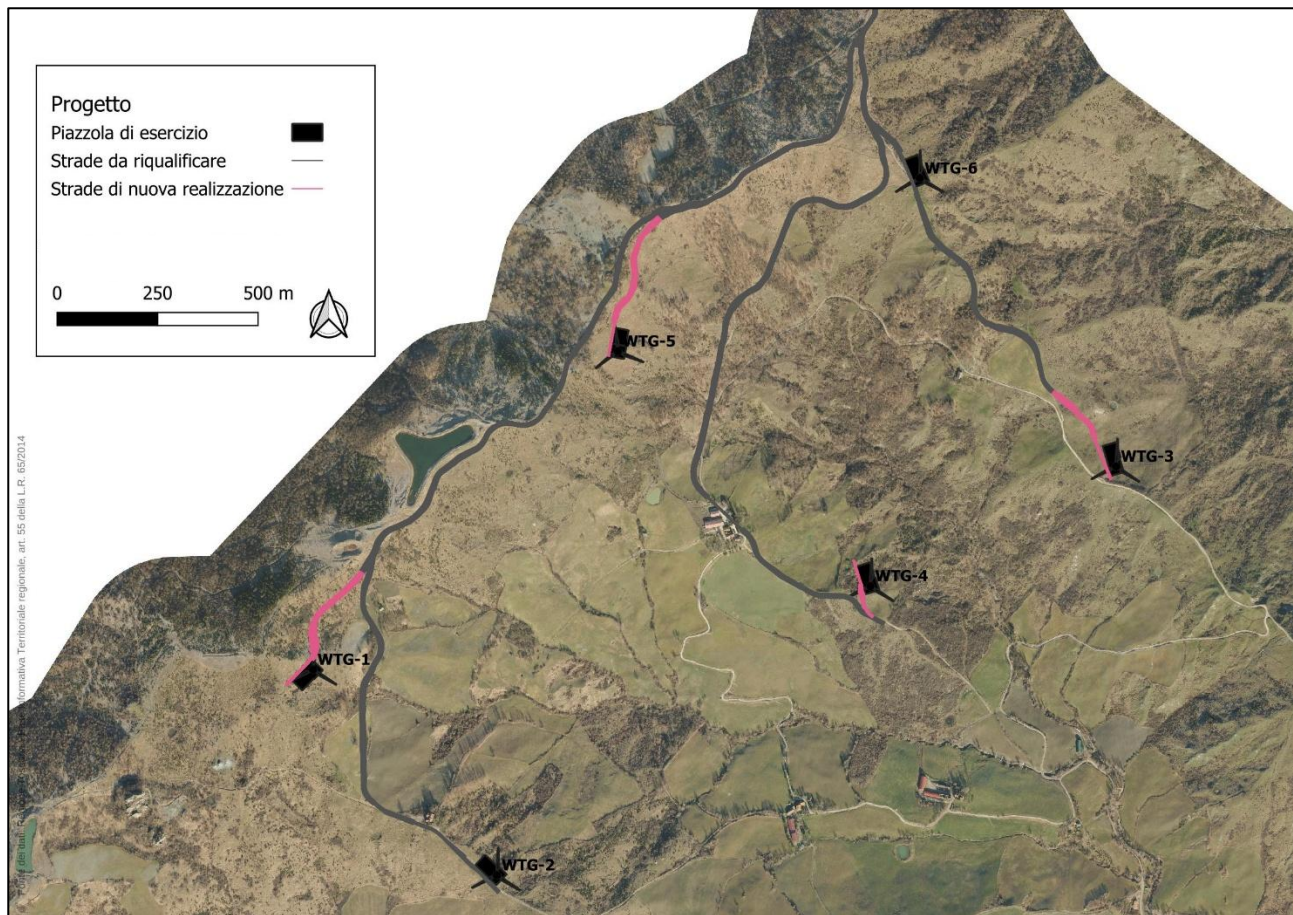 Progetto
Piazzola di esercizio
Strade da riqualificare
Strade di nuova realizzazione
0 250 500 m
WTG-6
WTG-5
WTG-3
WTG-4
WTG-1
WTG-2
Informativa Territoriale regionale, art. 55 della L.R. 65/2014